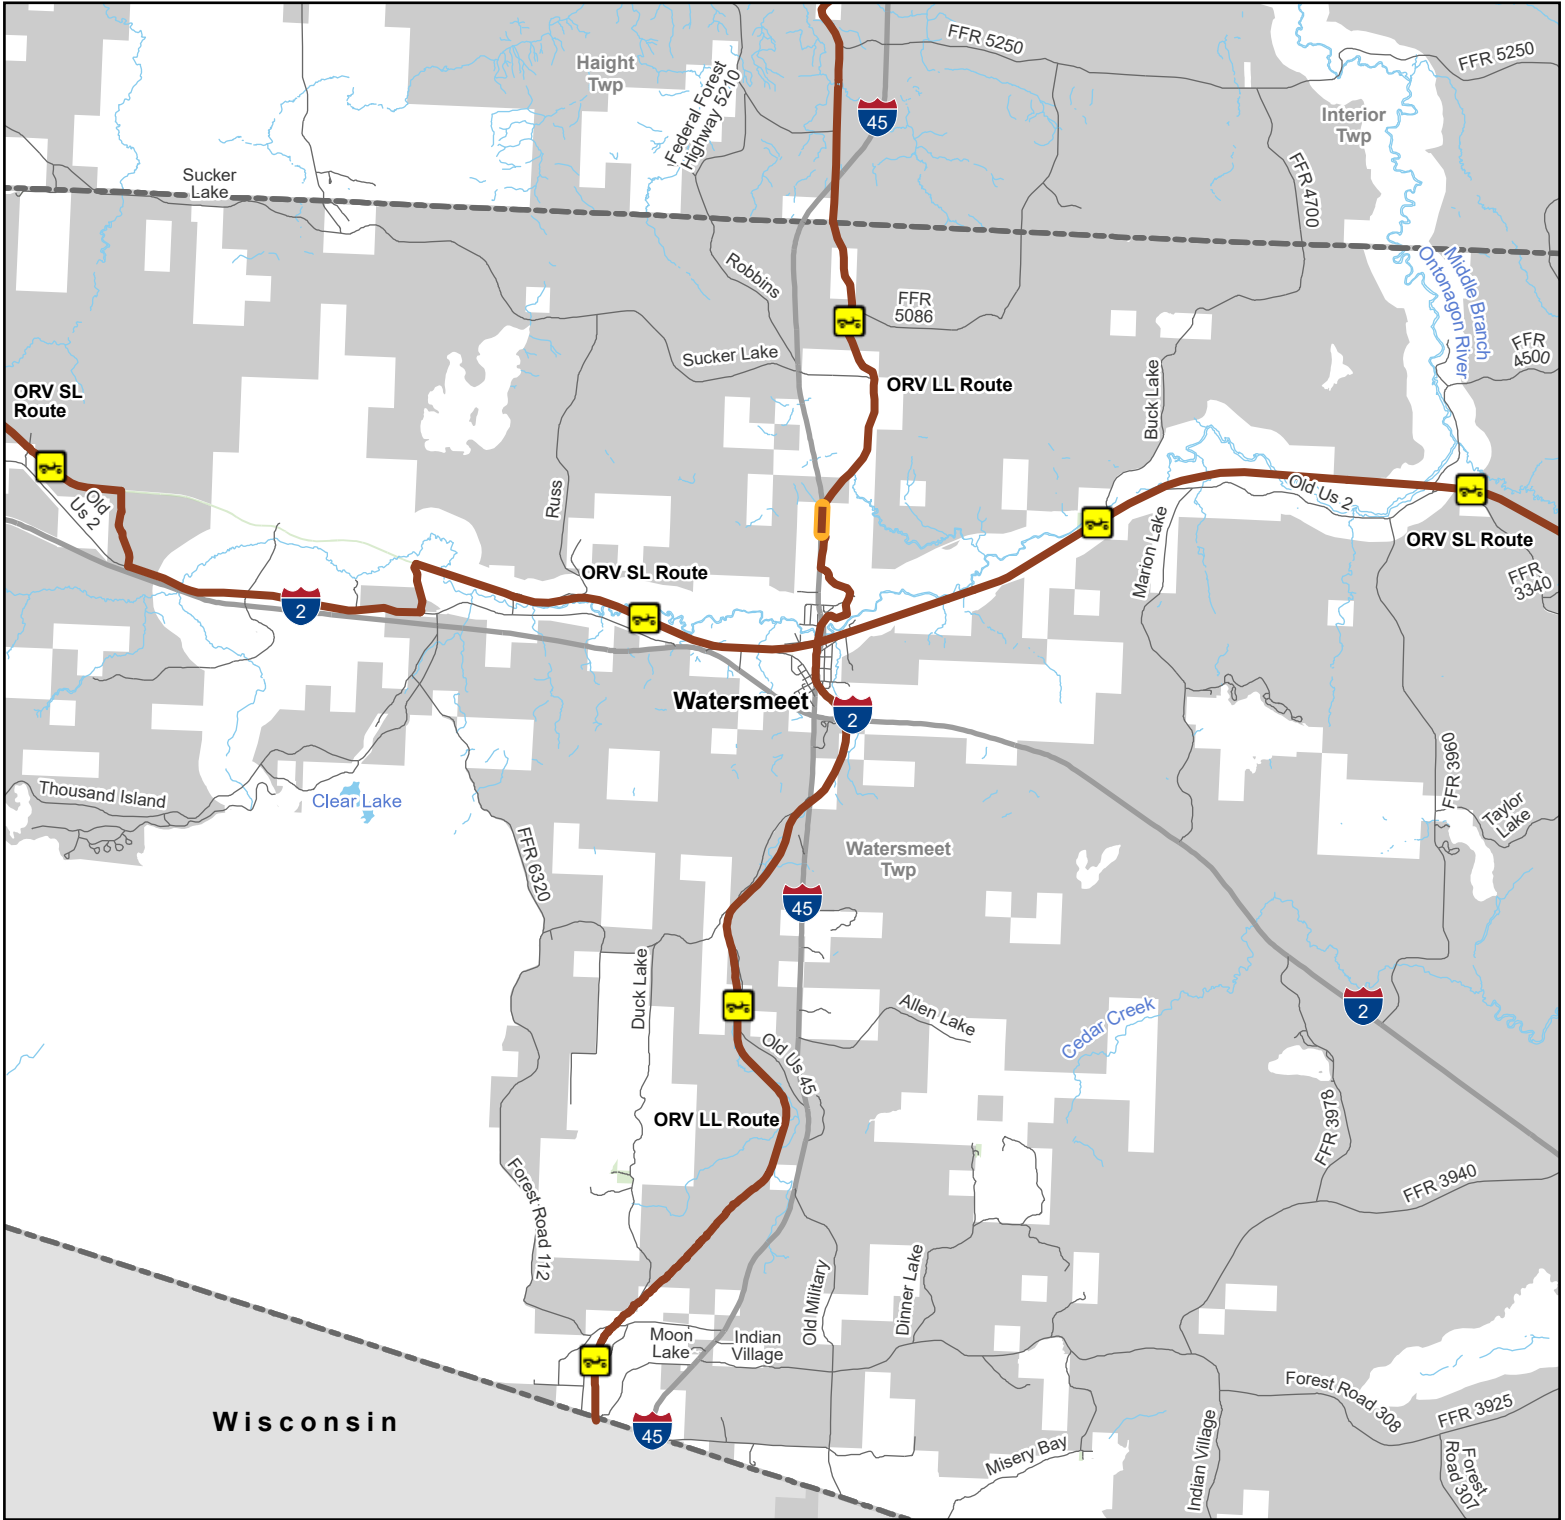 FFR 5250
FFR 5250
Haight
Twp
Federal Forest
Highway 5210
45
Interior
Twp
Sucker
Lake
FFR 4700
Robbins
Middle Branch
Ontonagon River
FFR
5086
Sucker Lake
FFR
4500
ORV SL
Route
ORV LL Route
Buck Lake
Old
Us 2
Russ
Old Us 2
Marion Lake
ORV SL Route
ORV SL Route
FFR
3340
2
Watersmeet
2
FFR 3960
Thousand Island
Clear Lake
Taylor
Lake
FFR 6320
Watersmeet
Twp
45
Duck Lake
Allen Lake
Cedar Creek
2
Old Us 45
ORV LL Route
FFR 3978
Forest Road 112
FFR 3940
Old Military
Dinner Lake
Moon
Lake
Indian
Village
Forest Road 308
FFR 3925
Wisconsin
45
Misery Bay
Indian Village
Forest
Road 307